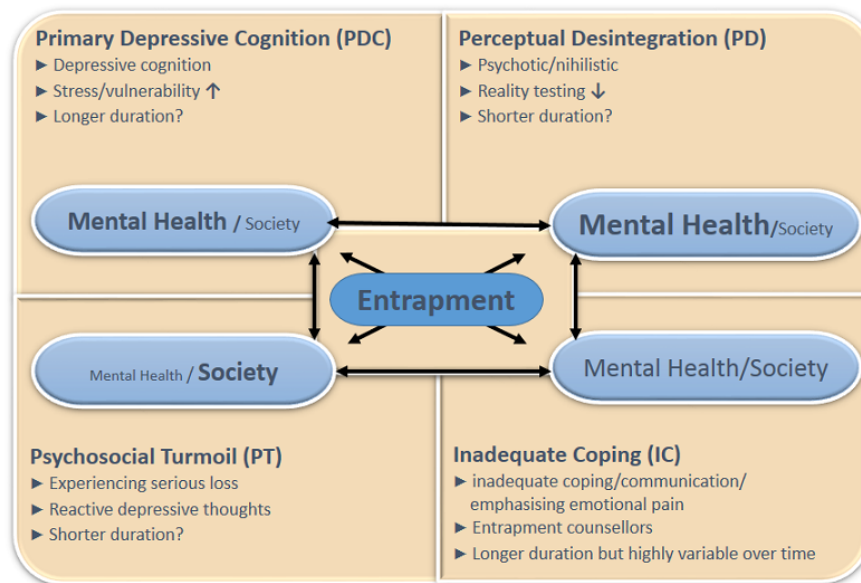 Primary Depressive Cognition (PDC)
► Depressive cognition
► Stress/vulnerability ↑
► Longer duration?
Perceptual Desintegration (PD)
► Psychotic/nihilistic
► Reality testing ↓
► Shorter duration?
Mental Health / Society
Mental Health/Society
Entrapment
Mental Health / Society
Mental Health/Society
Psychosocial Turmoil (PT)
► Experiencing serious loss
► Reactive depressive thoughts
► Shorter duration?
Inadequate Coping (IC)
► inadequate coping/communication/
emphasising emotional pain
► Entrapment counsellors
► Longer duration but highly variable over time